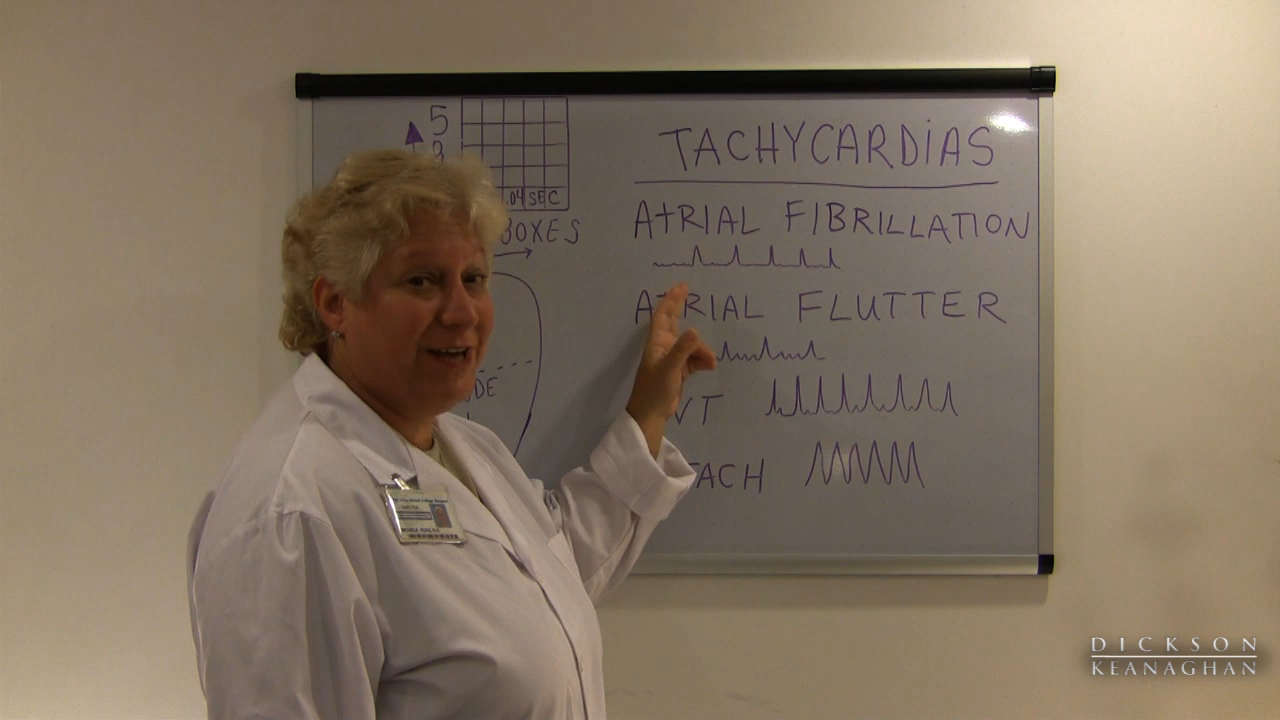 5
.04 SEC
BOXES
TACHYCARDiAS
ATRIAL FIBRILLATION
ATRIAL FLUTTER
VT
TACH
DICKSON
KEANAGHAN